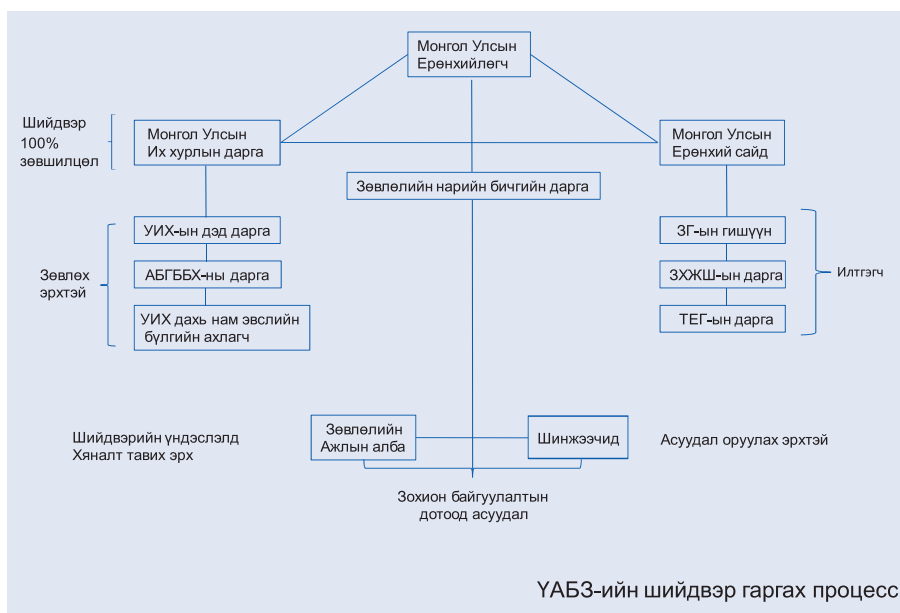 Монгол Улсын
Ерөнхийлөгч
Шийдвэр
100%
зөвшилцөл
Монгол Улсын
Их хурлын дарга
Монгол Улсын
Ерөнхий сайд
Зөвлөлийн нарийн бичгийн дарга
Зөвлөх
эрхтэй
УИХ-ын дэд дарга
АБГББХ-ны дарга
УИХ дахь нам эвслийн
бүлгийн ахлагч
ЗГ-ын гишүүн
ЗХЖШ-ын дарга
ТЕГ-ын дарга
Илтгэгч
Шийдвэрийн үндэслэлд
Хяналт тавих эрх
Зөвлөлийн
Ажлын алба
Шинжээчид
Асуудал оруулах эрхтэй
Зохион байгуулалтын
дотоод асуудал
ҮАБЗ-ийн шийдвэр гаргах процесс